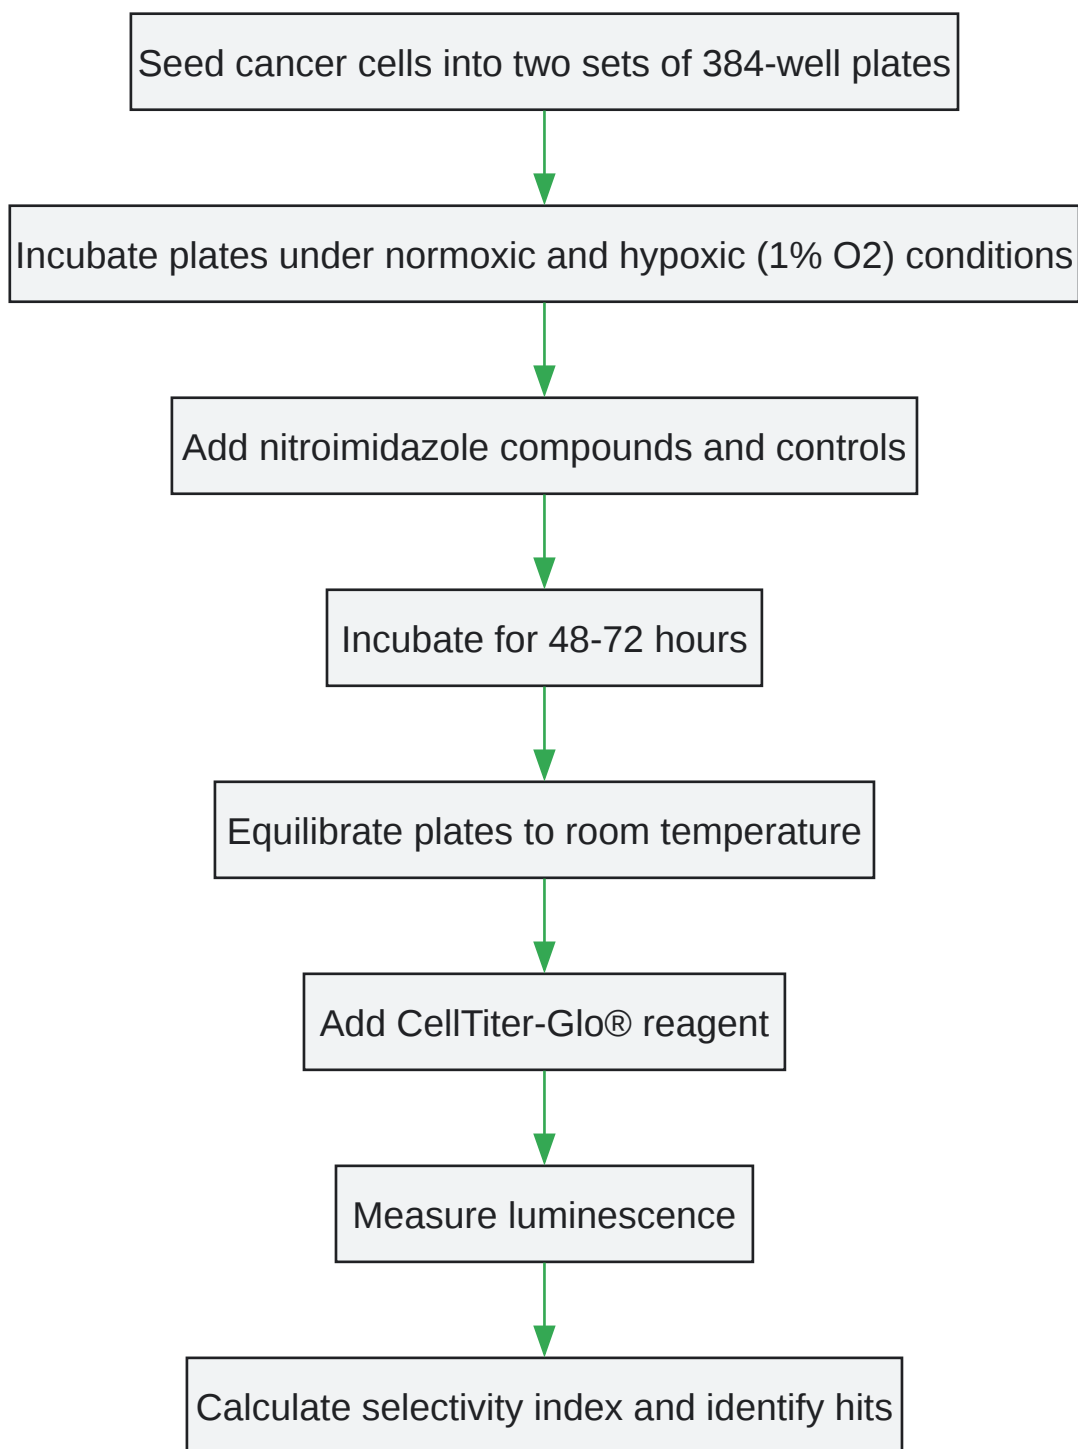 Seed cancer cells into two sets of 384-well plates
Incubate plates under normoxic and hypoxic (1% O2) conditions
Add nitroimidazole compounds and controls
Incubate for 48-72 hours
Equilibrate plates to room temperature
Add CellTiter-Glo® reagent
Measure luminescence
Calculate selectivity index and identify hits